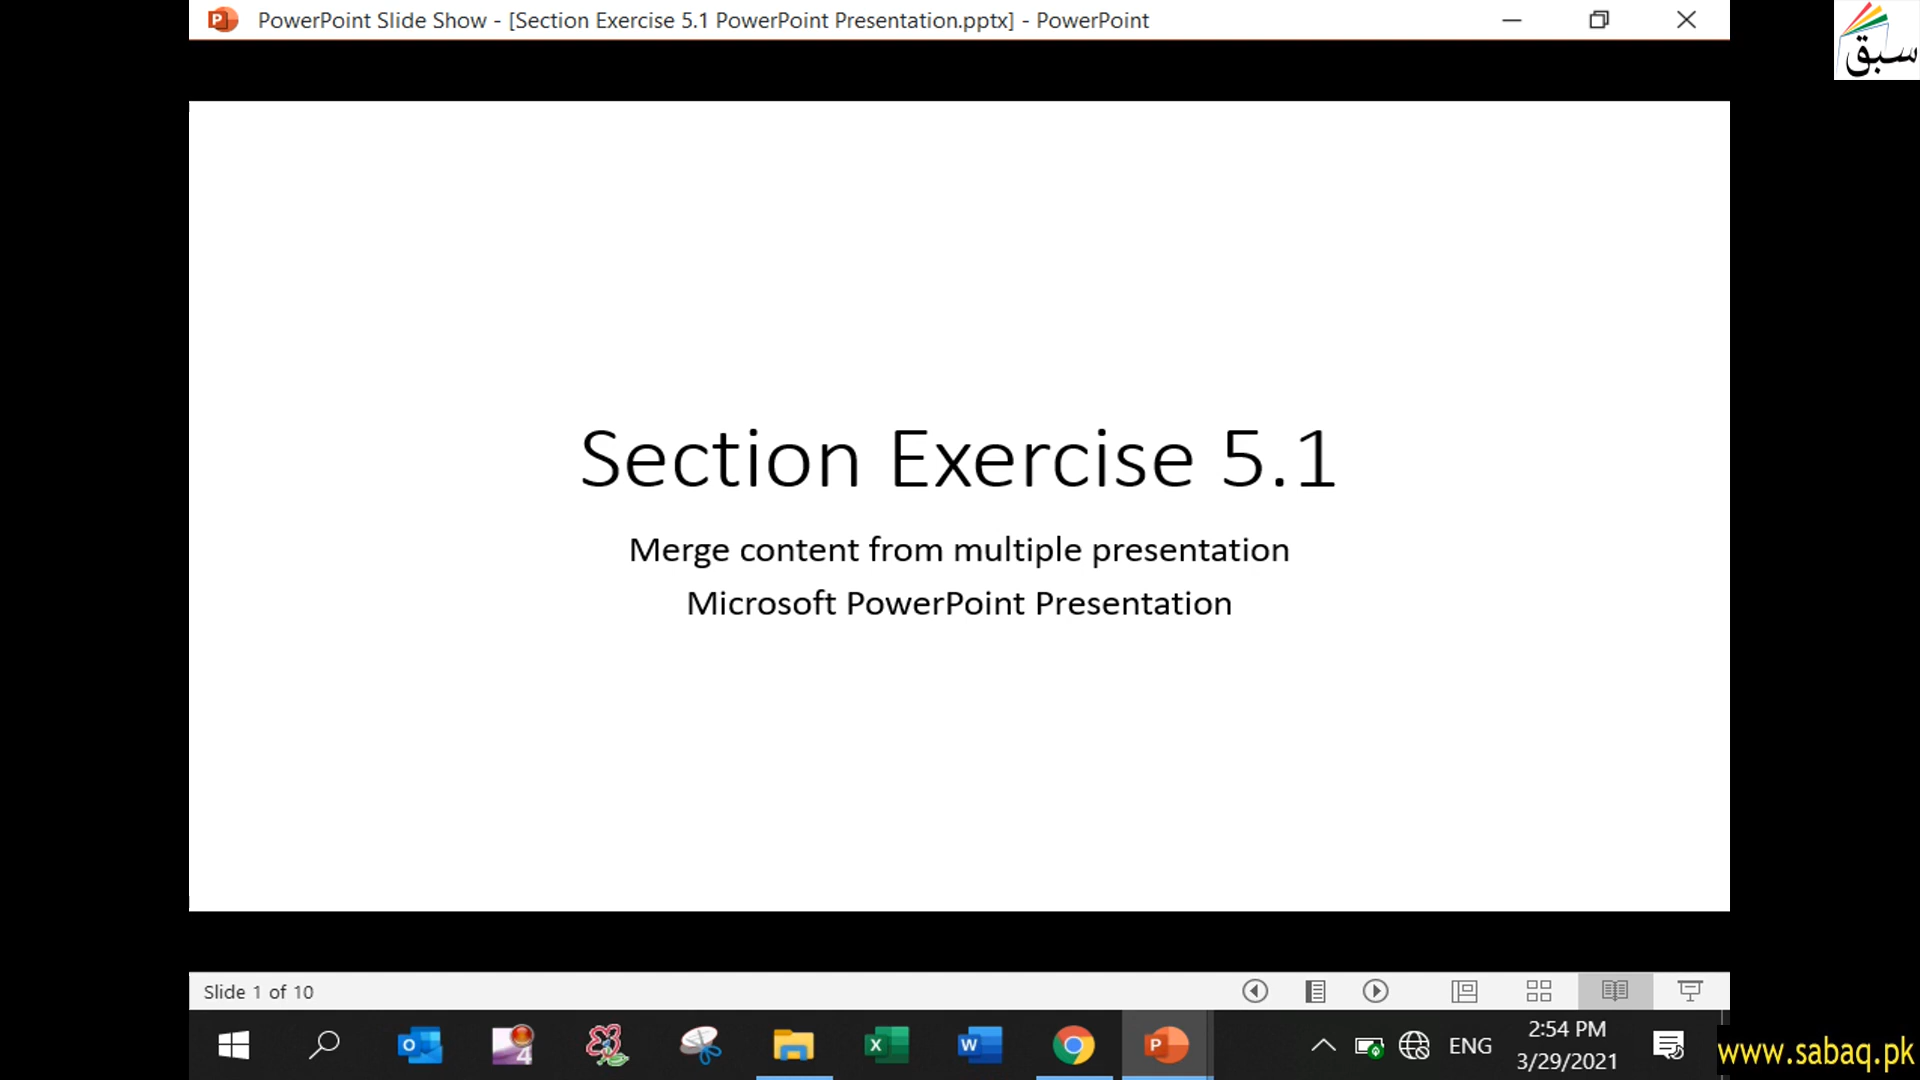 PowerPoint Slide Show - [Section Exercise 5.1 PowerPoint Presentation.pptx] - PowerPoint
سبق
Section Exercise 5.1
Merge content from multiple presentation
Microsoft PowerPoint Presentation
Slide 1 of 10
ENG
2:54 PM
3/29/2021
www.sabaq.pk